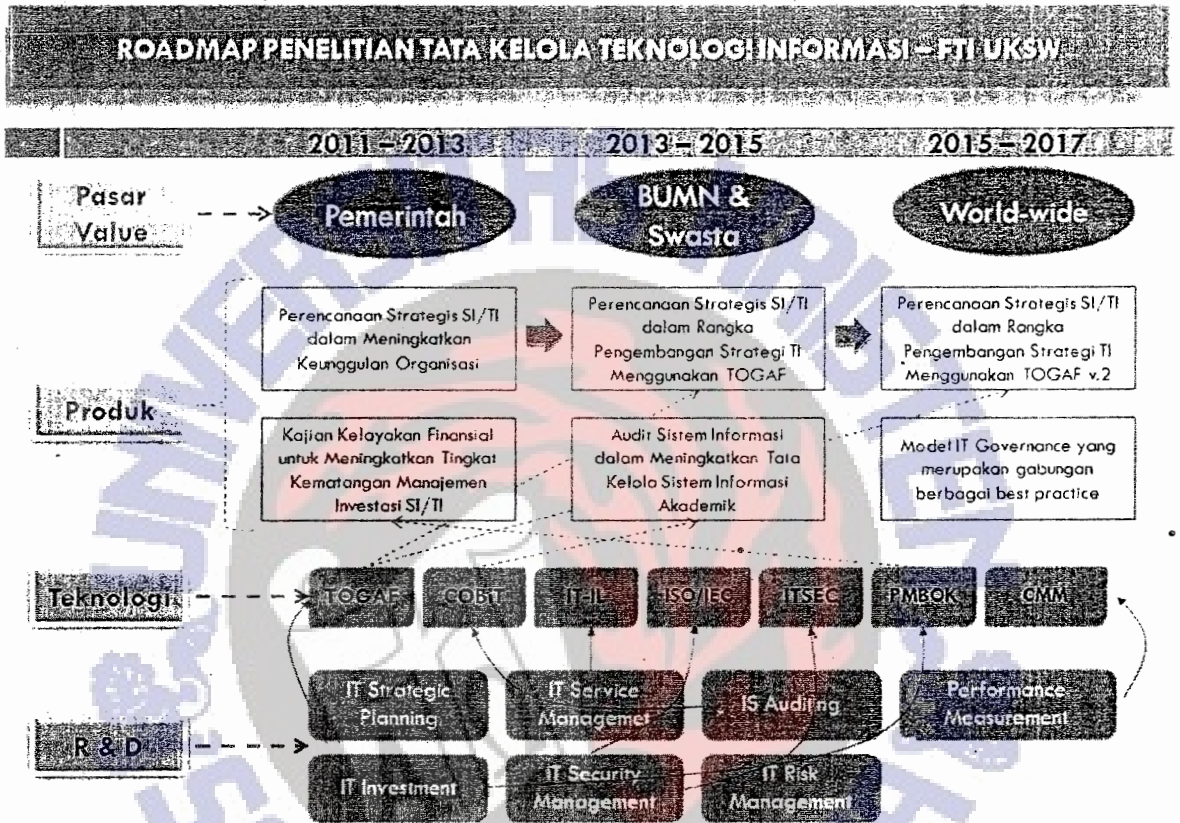 ROADMAP PENELITIAN TATA KELOLA TEKNOLOGI INFORMASI – FTI UKSW
2011 – 2013
2013 – 2015
2015 – 2017
Pasar
Value
Pemerintah
BUMN &
Swasta
World-wide
Produk
Perencanaan Strategis SI/TI
dalam Meningkatkan
Keunggulan Organisasi
Perencanaan Strategis SI/TI
dalam Rangka
Pengembangan Strategi TI
Menggunakan TOGAF
Perencanaan Strategis SI/TI
dalam Rangka
Pengembangan Strategi TI
Menggunakan TOGAF v.2
Kajian Kelayakan Finansial
untuk Meningkatkan Tingkat
Kematangan Manajemen
Investasi SI/TI
Audit Sistem Informasi
dalam Meningkatkan Tata
Kelola Sistem Informasi
Akademik
Model IT Governance yang
merupakan gabungan
berbagai best practice
Teknologi
TOGAF
COBIT
IT-IL
ISO/IEC
ITSEC
PMBOK
CMM
R & D
IT Strategic
Planning
IT Service
Managemet
IS Auditng
Performance
Measurement
IT Investment
IT Security
Management
IT Risk
Management
UNIVERSITAS KRISTEN